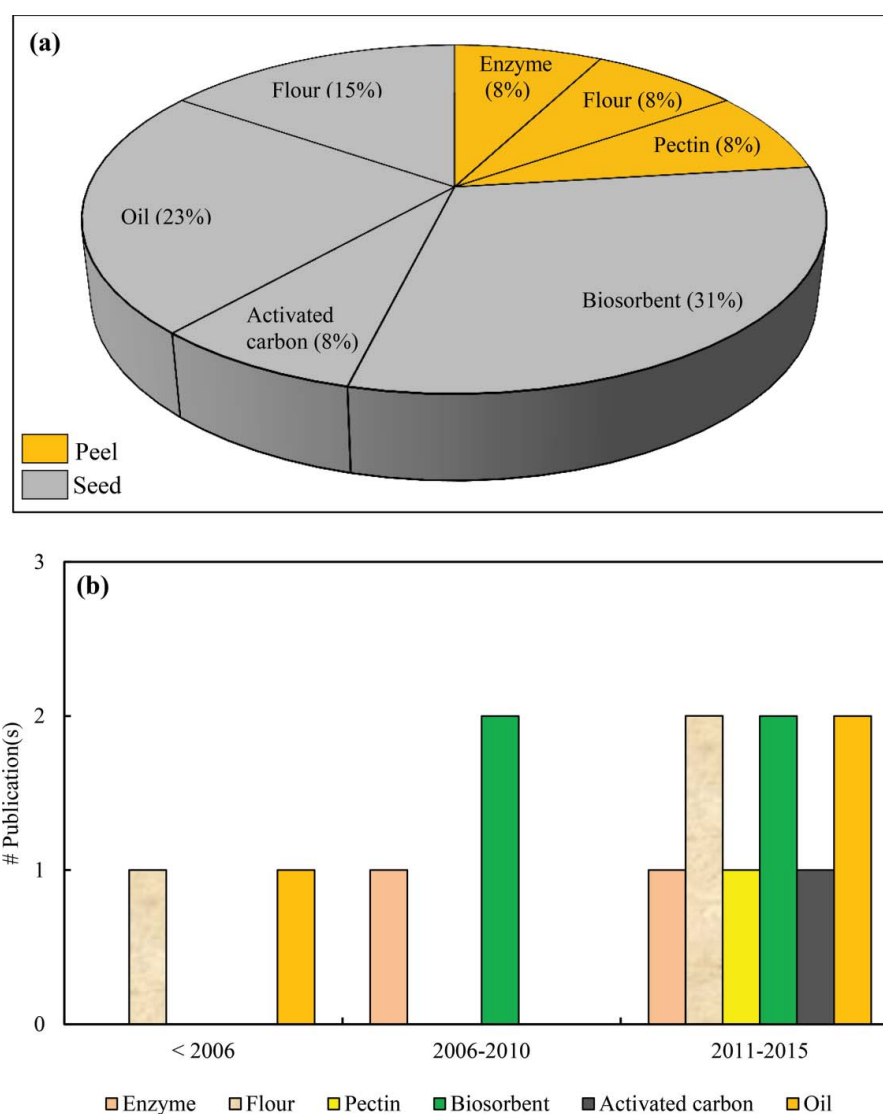 (a)
Enzyme
(8%)
Flour (15%)
Flour (8%)
Pectin (8%)
Oil (23%)
Biosorbent (31%)
Activated
carbon (8%)
Peel
Seed
(b)
3
2
1
0
# Publication(s)
< 2006
2006-2010
2011-2015
Enzyme
Flour
Pectin
Biosorbent
Activated carbon
Oil